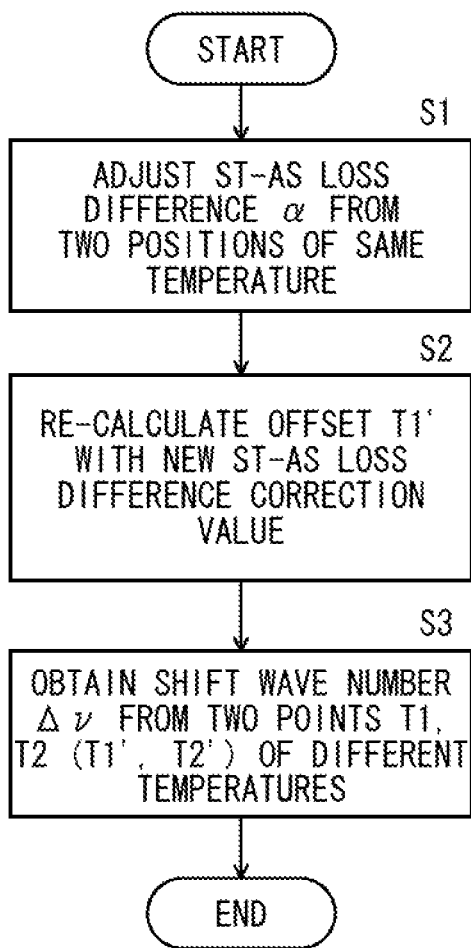 START
S1
ADJUST ST-AS LOSS
DIFFERENCE α FROM
TWO POSITIONS OF SAME
TEMPERATURE
S2
RE-CALCULATE OFFSET T1'
WITH NEW ST-AS LOSS
DIFFERENCE CORRECTION
VALUE
S3
OBTAIN SHIFT WAVE NUMBER
Δν FROM TWO POINTS T1,
T2 (T1', T2') OF DIFFERENT
TEMPERATURES
END